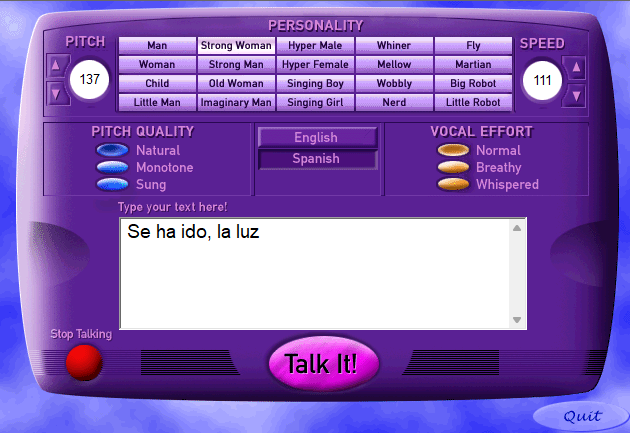 PERSONALITY
PITCH
SPEED
137
111
Man Strong Woman Hyper Male Whiner Fly
Woman Strong Man Hyper Female Mellow Martian
Child Old Woman Singing Boy Wobbly Big Robot
Little Man Imaginary Man Singing Girl Nerd Little Robot
PITCH QUALITY
Natural
Monotone
Sung
English
Spanish
VOCAL EFFORT
Normal
Breathy
Whispered
Type your text here!
Se ha ido, la luz
Stop Talking
Talk It!
Quit